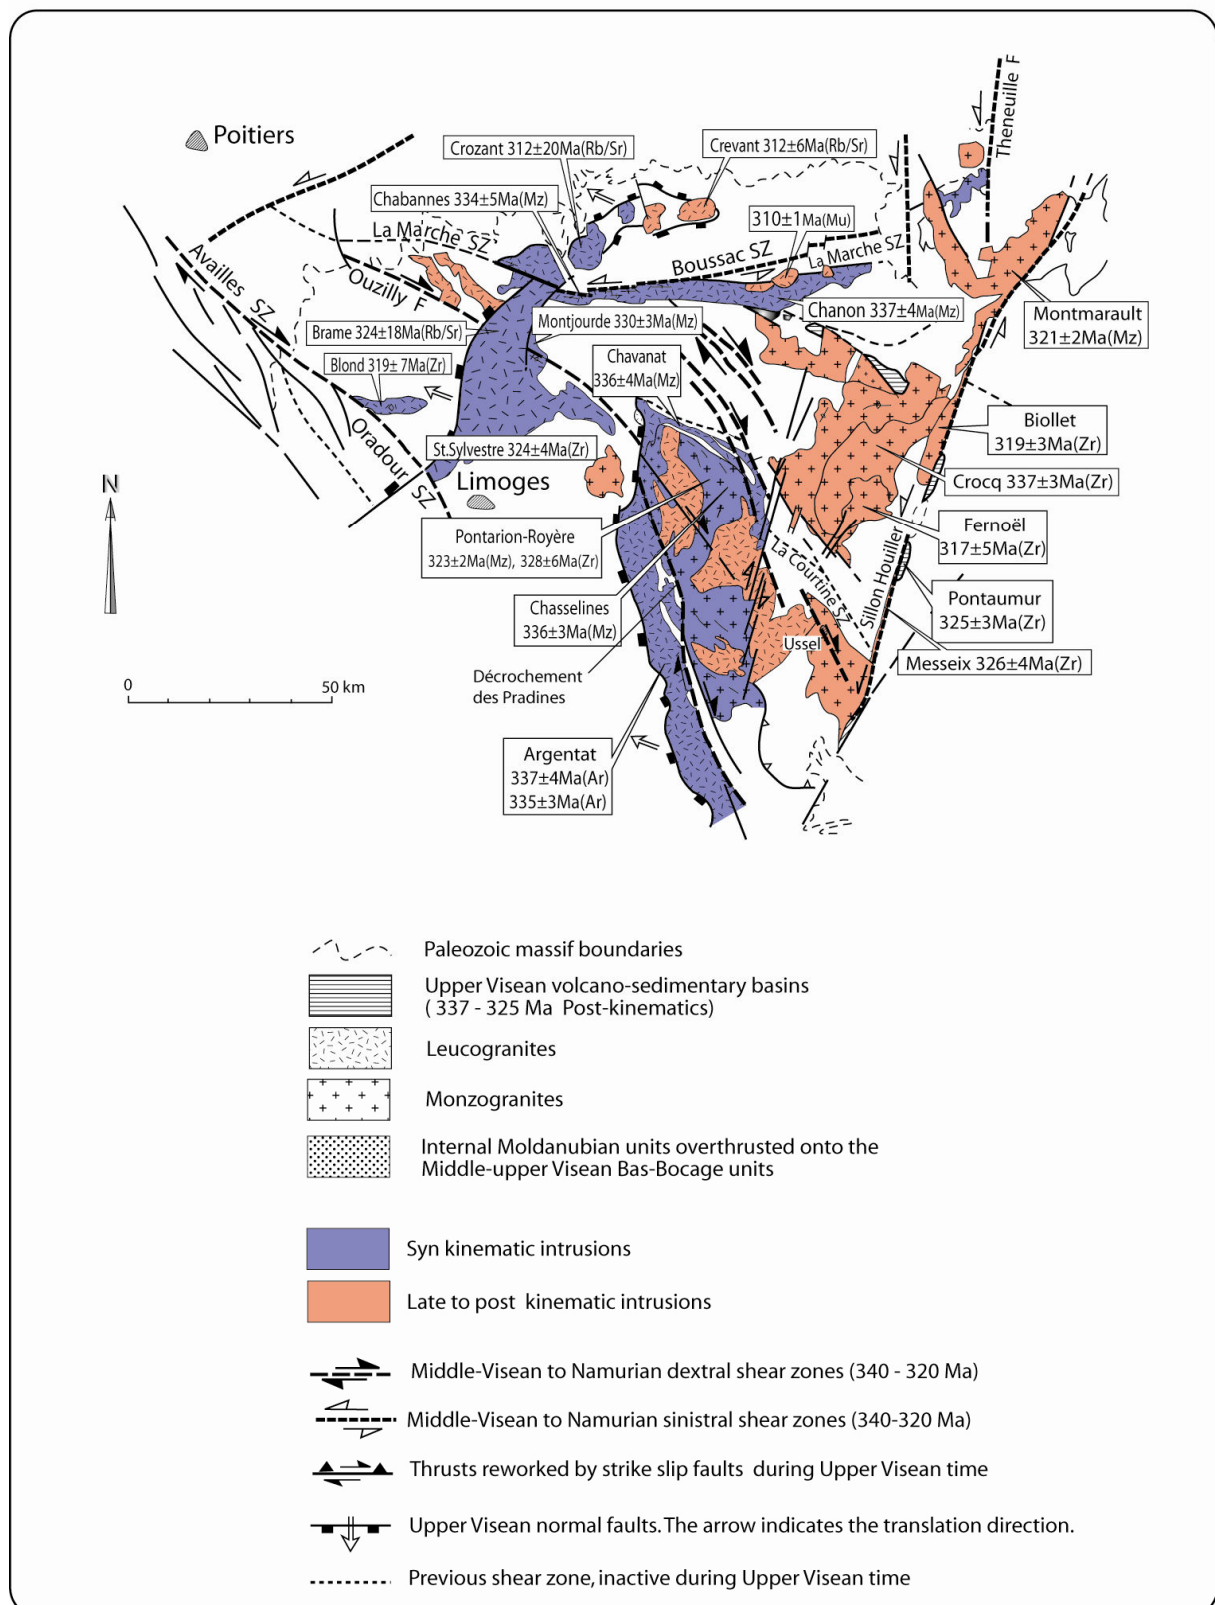 Theneuille F
Poitiers
Crozant 312±20Ma(Rb/Sr)
Crevant 312±6Ma(Rb/Sr)
Chabannes 334±5Ma(Mz)
310±1Ma(Mu)
La Marche SZ
Boussac SZ
La Marche SZ
Availles SZ
Ouzilly F
Chanon 337±4Ma(Mz)
Montmarault
321±2Ma(Mz)
Brame 324±18Ma(Rb/Sr)
Montjourde 330±3Ma(Mz)
Blond 319±7Ma(Zr)
Chavanat
336±4Ma(Mz)
Oradour SZ
Biollet
319±3Ma(Zr)
St.Sylvestre 324±4Ma(Zr)
N
Limoges
Crocq 337±3Ma(Zr)
Pontarion-Royère
323±2Ma(Mz), 328±6Ma(Zr)
Fernoël
317±5Ma(Zr)
La Courtine SZ
Sillon Houiller
Chasselines
336±3Ma(Mz)
Pontaumur
325±3Ma(Zr)
Ussel
Messeix 326±4Ma(Zr)
Décrochement
des Pradines
0
50 km
Argentat
337±4Ma(Ar)
335±3Ma(Ar)
Paleozoic massif boundaries
Upper Visean volcano-sedimentary basins
( 337 - 325 Ma Post-kinematics)
Leucogranites
Monzogranites
Internal Moldanubian units overthrusted onto the
Middle-upper Visean Bas-Bocage units
Syn kinematic intrusions
Late to post kinematic intrusions
Middle-Visean to Namurian dextral shear zones (340 - 320 Ma)
Middle-Visean to Namurian sinistral shear zones (340-320 Ma)
Thrusts reworked by strike slip faults during Upper Visean time
Upper Visean normal faults. The arrow indicates the translation direction.
Previous shear zone, inactive during Upper Visean time